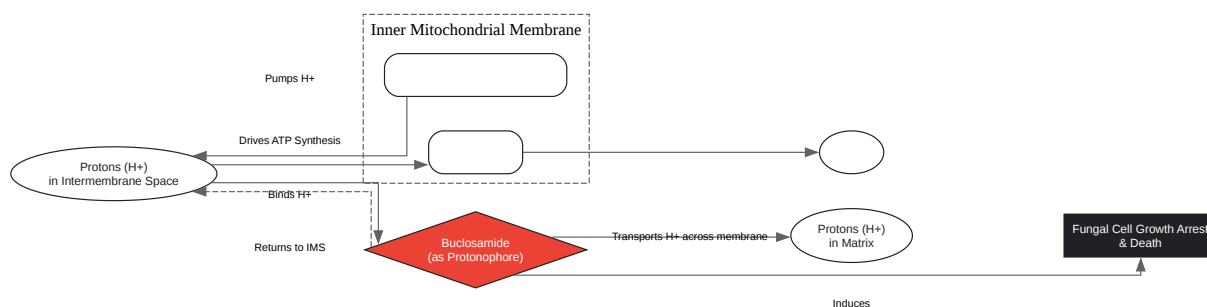 Inner Mitochondrial Membrane
Pumps H+
Drives ATP Synthesis
Protons (H+)
in Intermembrane Space
Binds H+
Returns to IMS
Buclosamide
(as Protonophore)
Transports H+ across membrane
Protons (H+)
in Matrix
Fungal Cell Growth Arrest
& Death
Induces